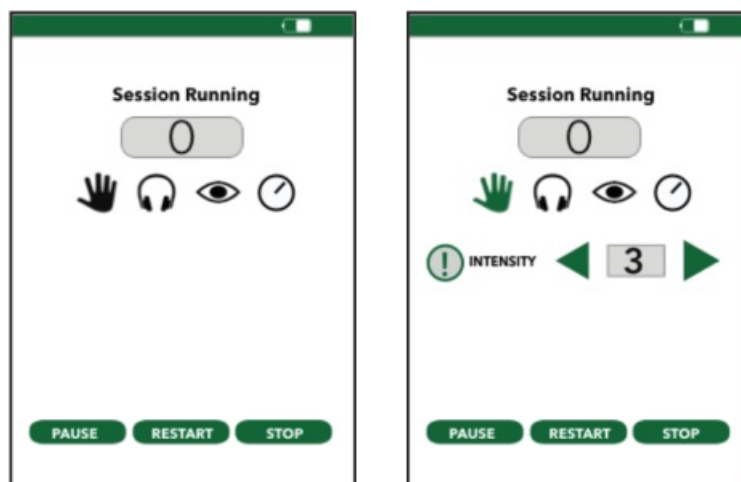 Session Running
0
PAUSE RESTART STOP
Session Running
0
! INTENSITY 3
PAUSE RESTART STOP